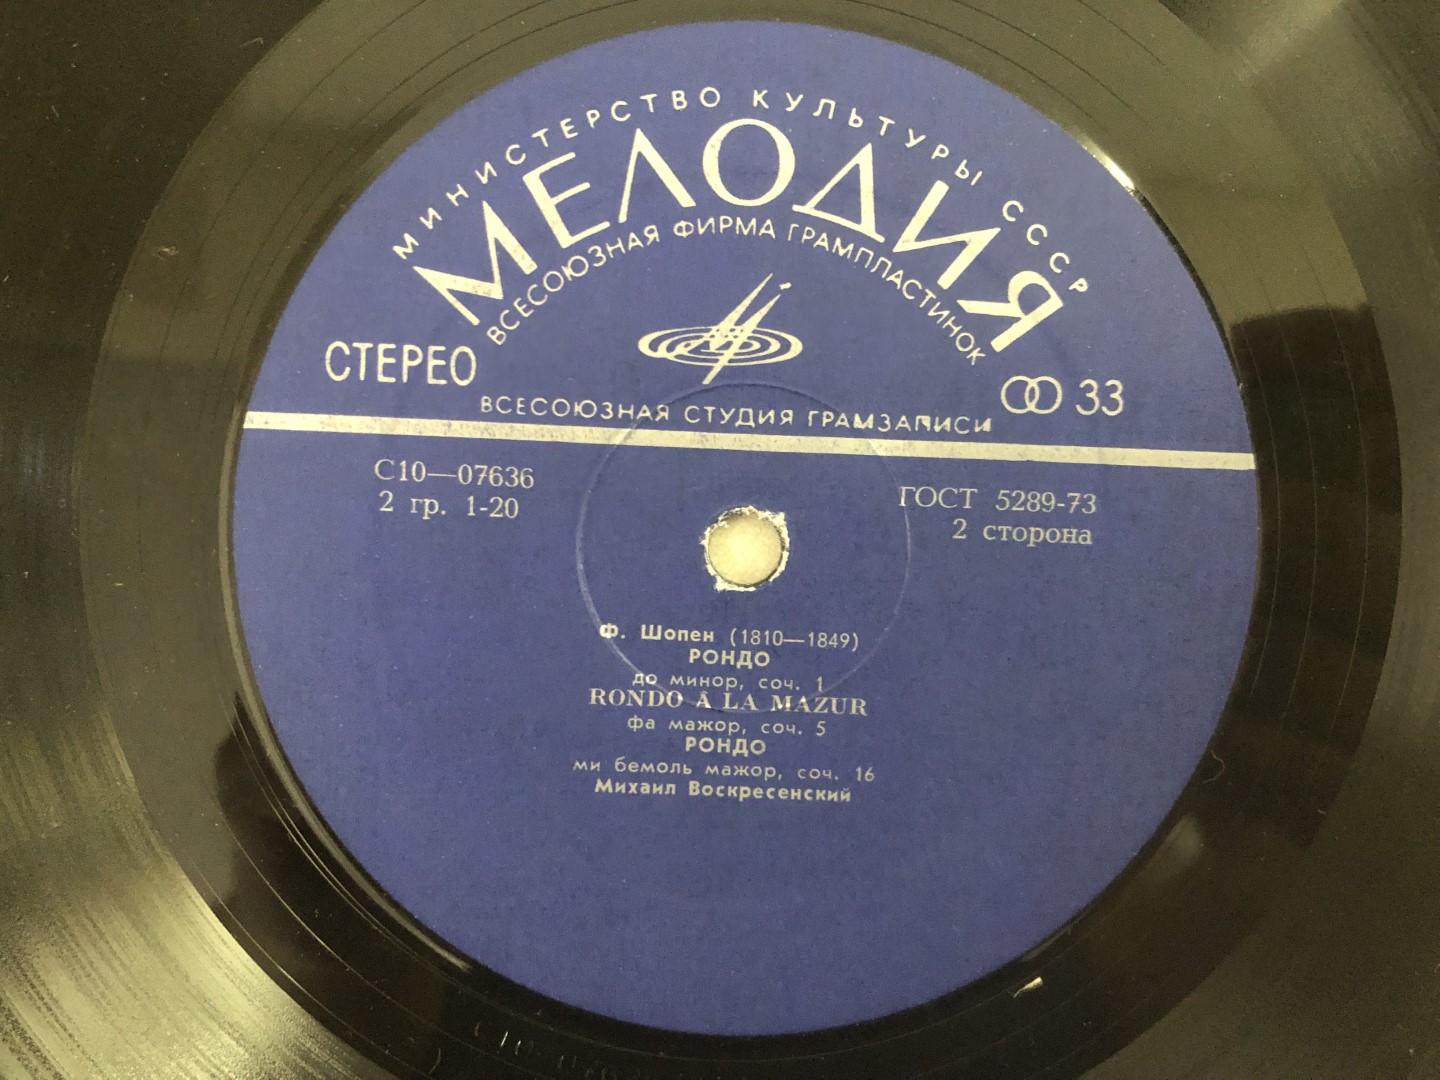 МИНИСТЕРСТВО КУЛЬТУРЫ СССР
МЕЛОДИЯ
ВСЕСОЮЗНАЯ ФИРМА ГРАМПЛАСТИНОК
СТЕРЕО
33
ВСЕСОЮЗНАЯ СТУДИЯ ГРАМЗАПИСИ
С10—07636
2 гр. 1-20
ГОСТ 5289-73
2 сторона
Ф. Шопен (1810—1849)
РОНДО
до минор, соч. 1
RONDO Â LA MAZUR
фа мажор, соч. 5
РОНДО
ми бемоль мажор, соч. 16
Михаил Воскресенский